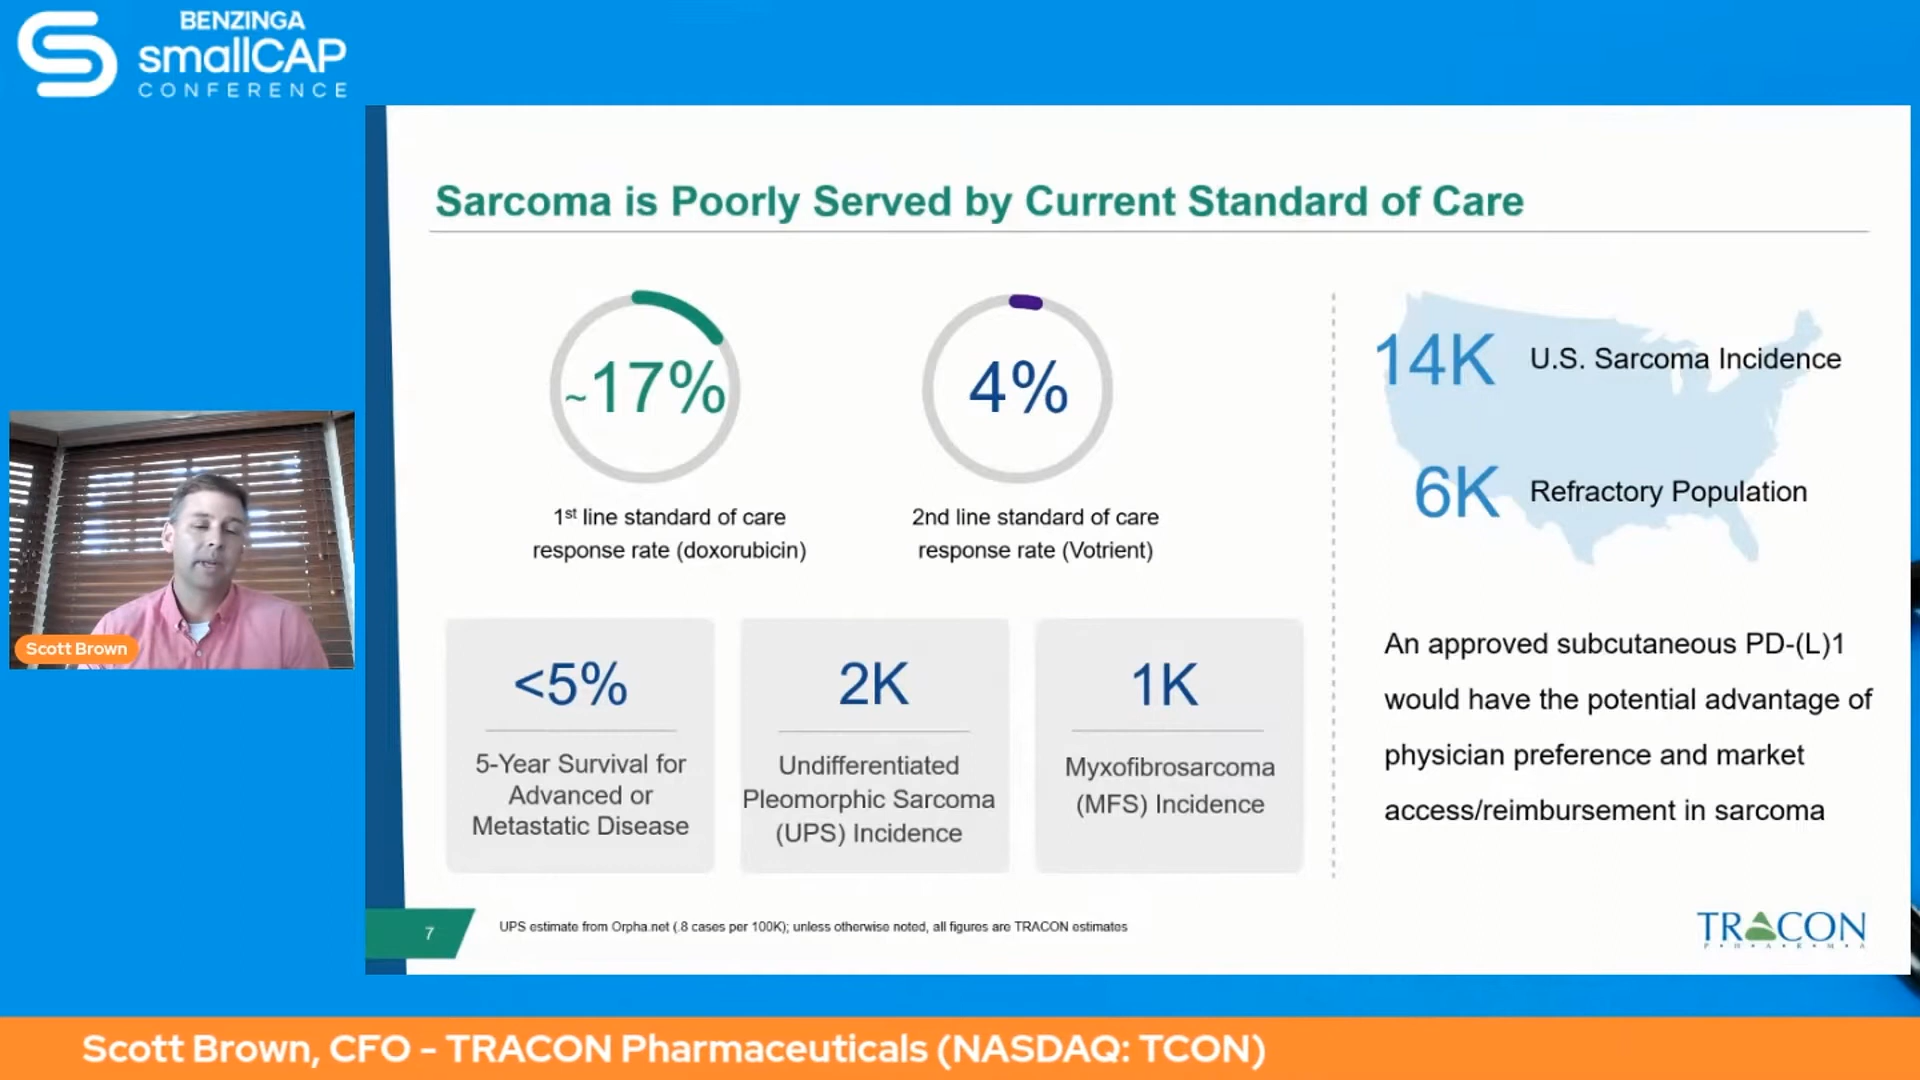 BENZINGA
smallCAP
CONFERENCE
Sarcoma is Poorly Served by Current Standard of Care
~17%
1st line standard of care
response rate (doxorubicin)
4%
2nd line standard of care
response rate (Votrient)
14K U.S. Sarcoma Incidence
6K Refractory Population
<5%
5-Year Survival for
Advanced or
Metastatic Disease
2K
Undifferentiated
Pleomorphic Sarcoma
(UPS) Incidence
1K
Myxofibrosarcoma
(MFS) Incidence
An approved subcutaneous PD-(L)1
would have the potential advantage of
physician preference and market
access/reimbursement in sarcoma
7
UPS estimate from Orpha.net (.8 cases per 100K); unless otherwise noted, all figures are TRACON estimates
TRACON
PHARMA
Scott Brown
Scott Brown, CFO - TRACON Pharmaceuticals (NASDAQ: TCON)